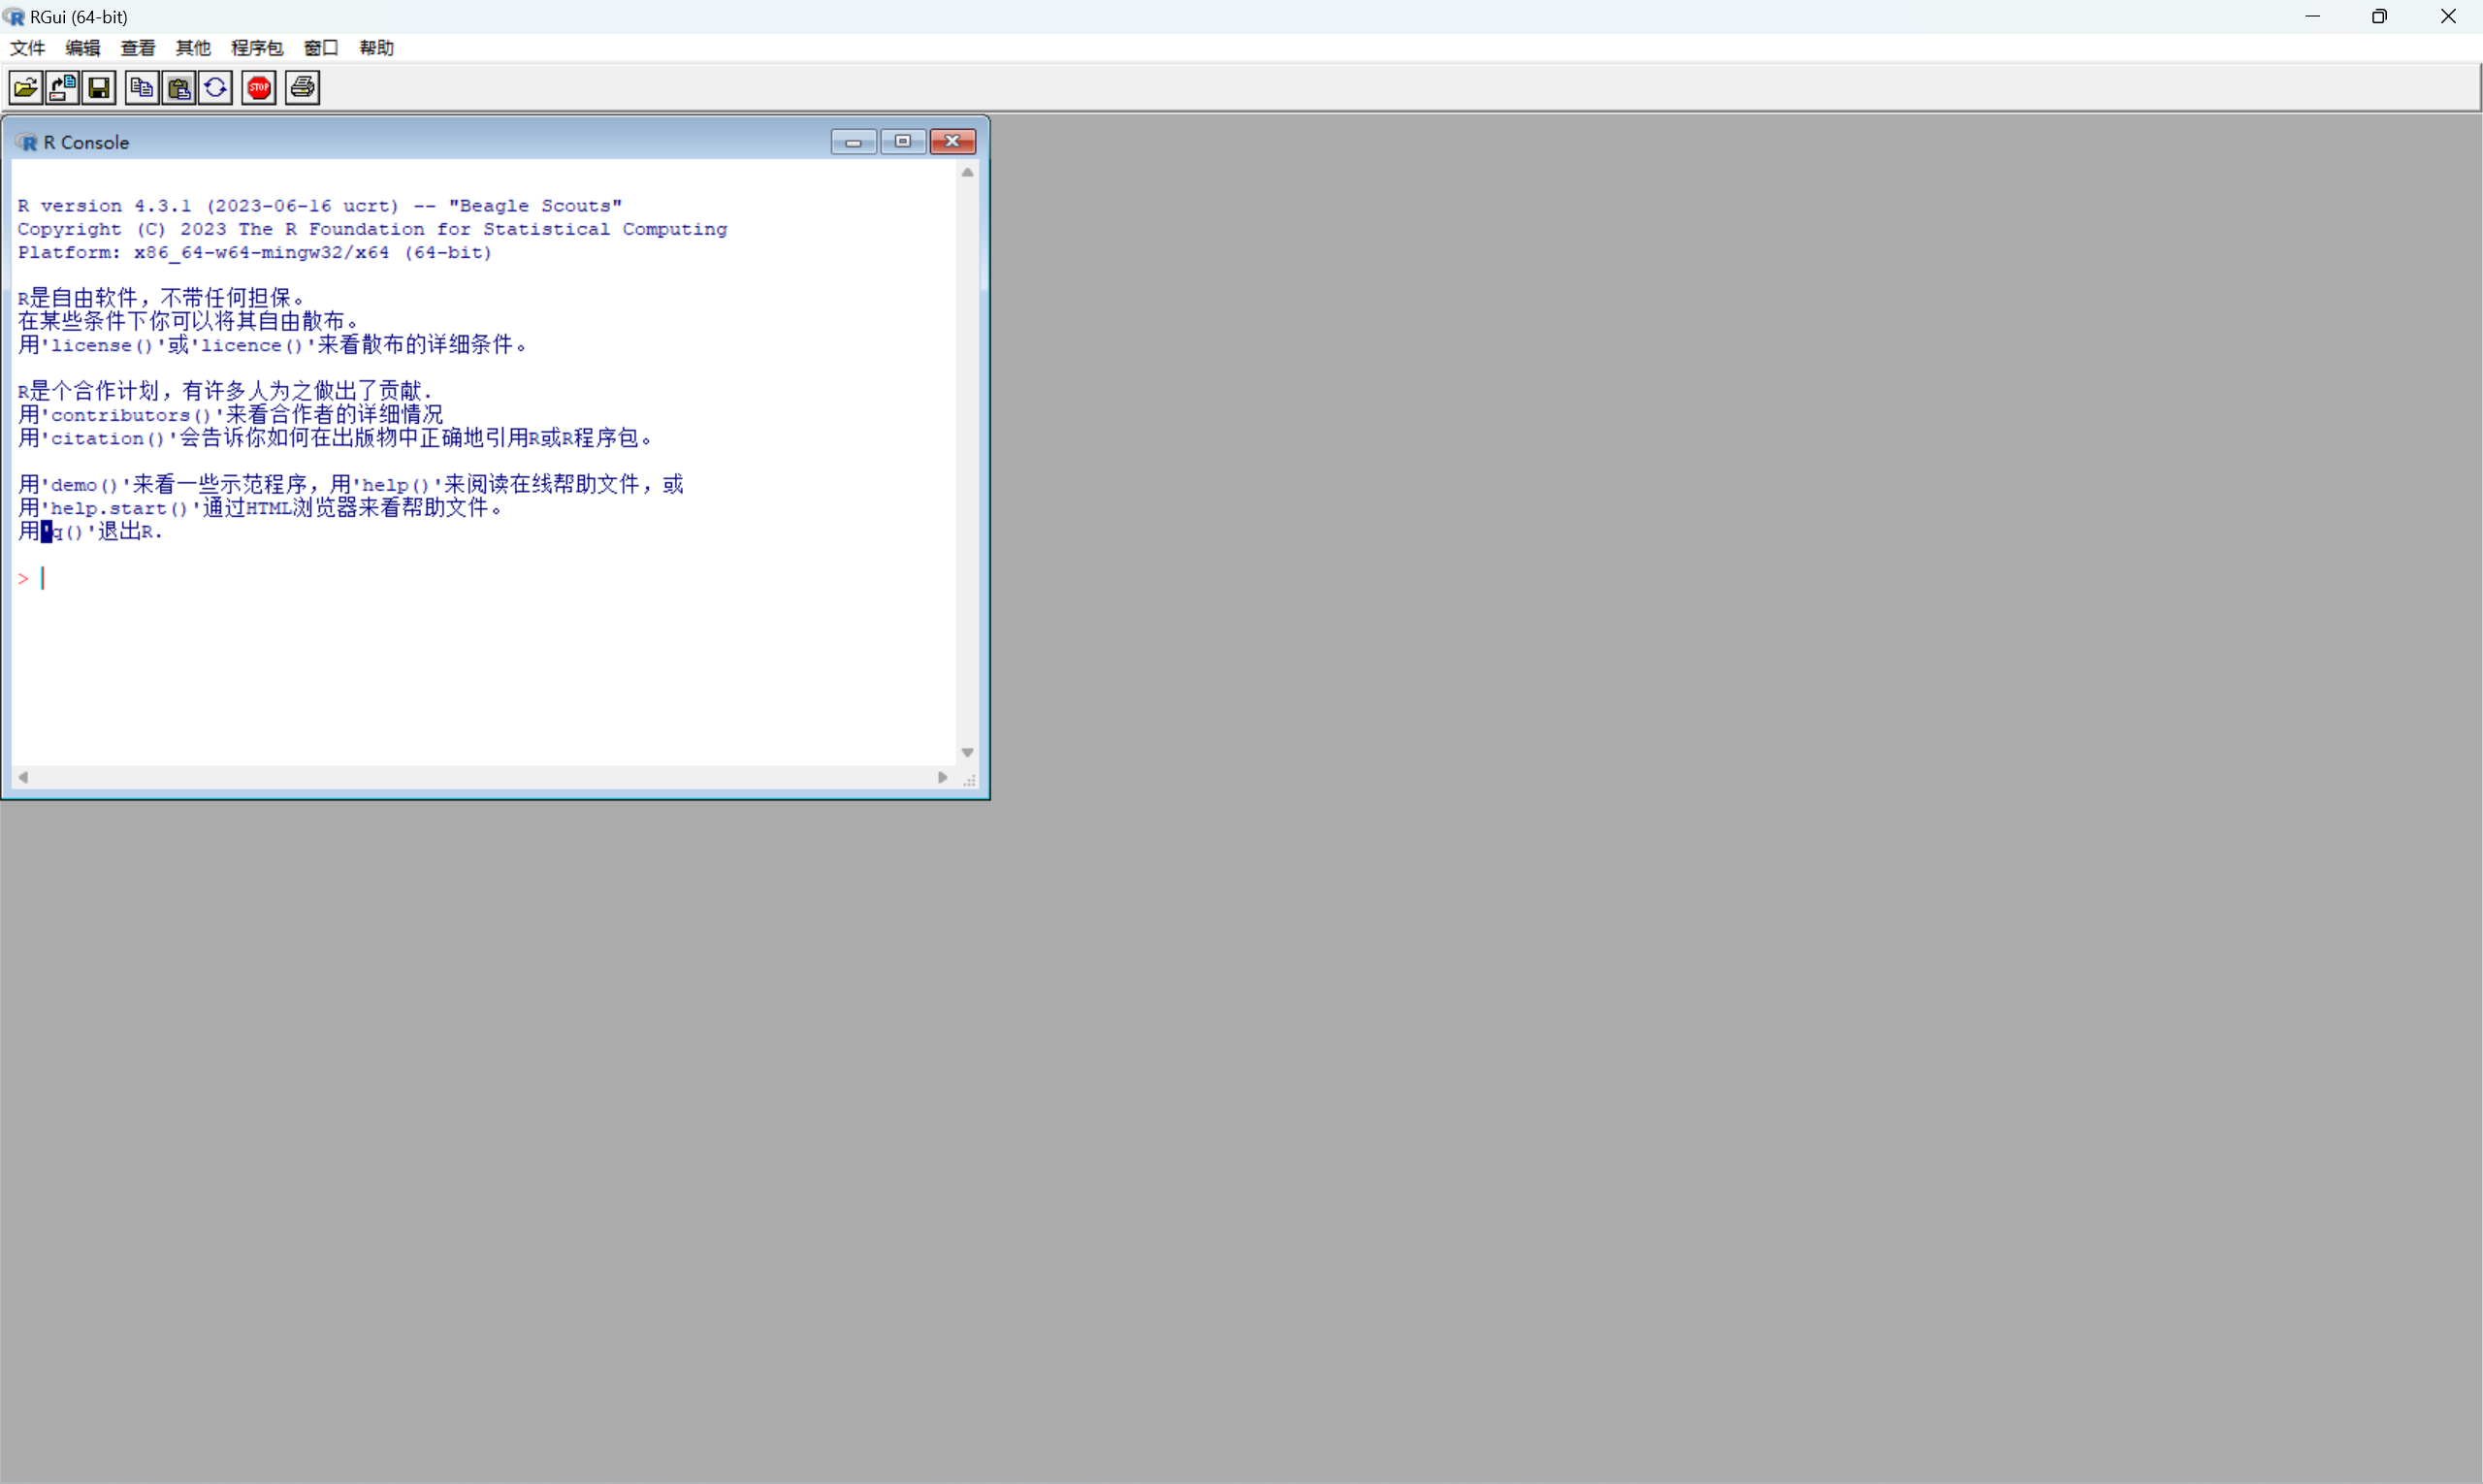 RGui (64-bit)
文件 编辑 查看 其他 程序包 窗口 帮助
STOP
R Console
R version 4.3.1 (2023-06-16 ucrt) -- "Beagle Scouts"
Copyright (C) 2023 The R Foundation for Statistical Computing
Platform: x86_64-w64-mingw32/x64 (64-bit)
R是自由软件，不带任何担保。
在某些条件下你可以将其自由散布。
用'license()'或'licence()'来看散布的详细条件。
R是个合作计划，有许多人为之做出了贡献.
用'contributors()'来看合作者的详细情况
用'citation()'会告诉你如何在出版物中正确地引用R或R程序包。
用'demo()'来看一些示范程序，用'help()'来阅读在线帮助文件，或
用'help.start()'通过HTML浏览器来看帮助文件。
用'q()'退出R.
>